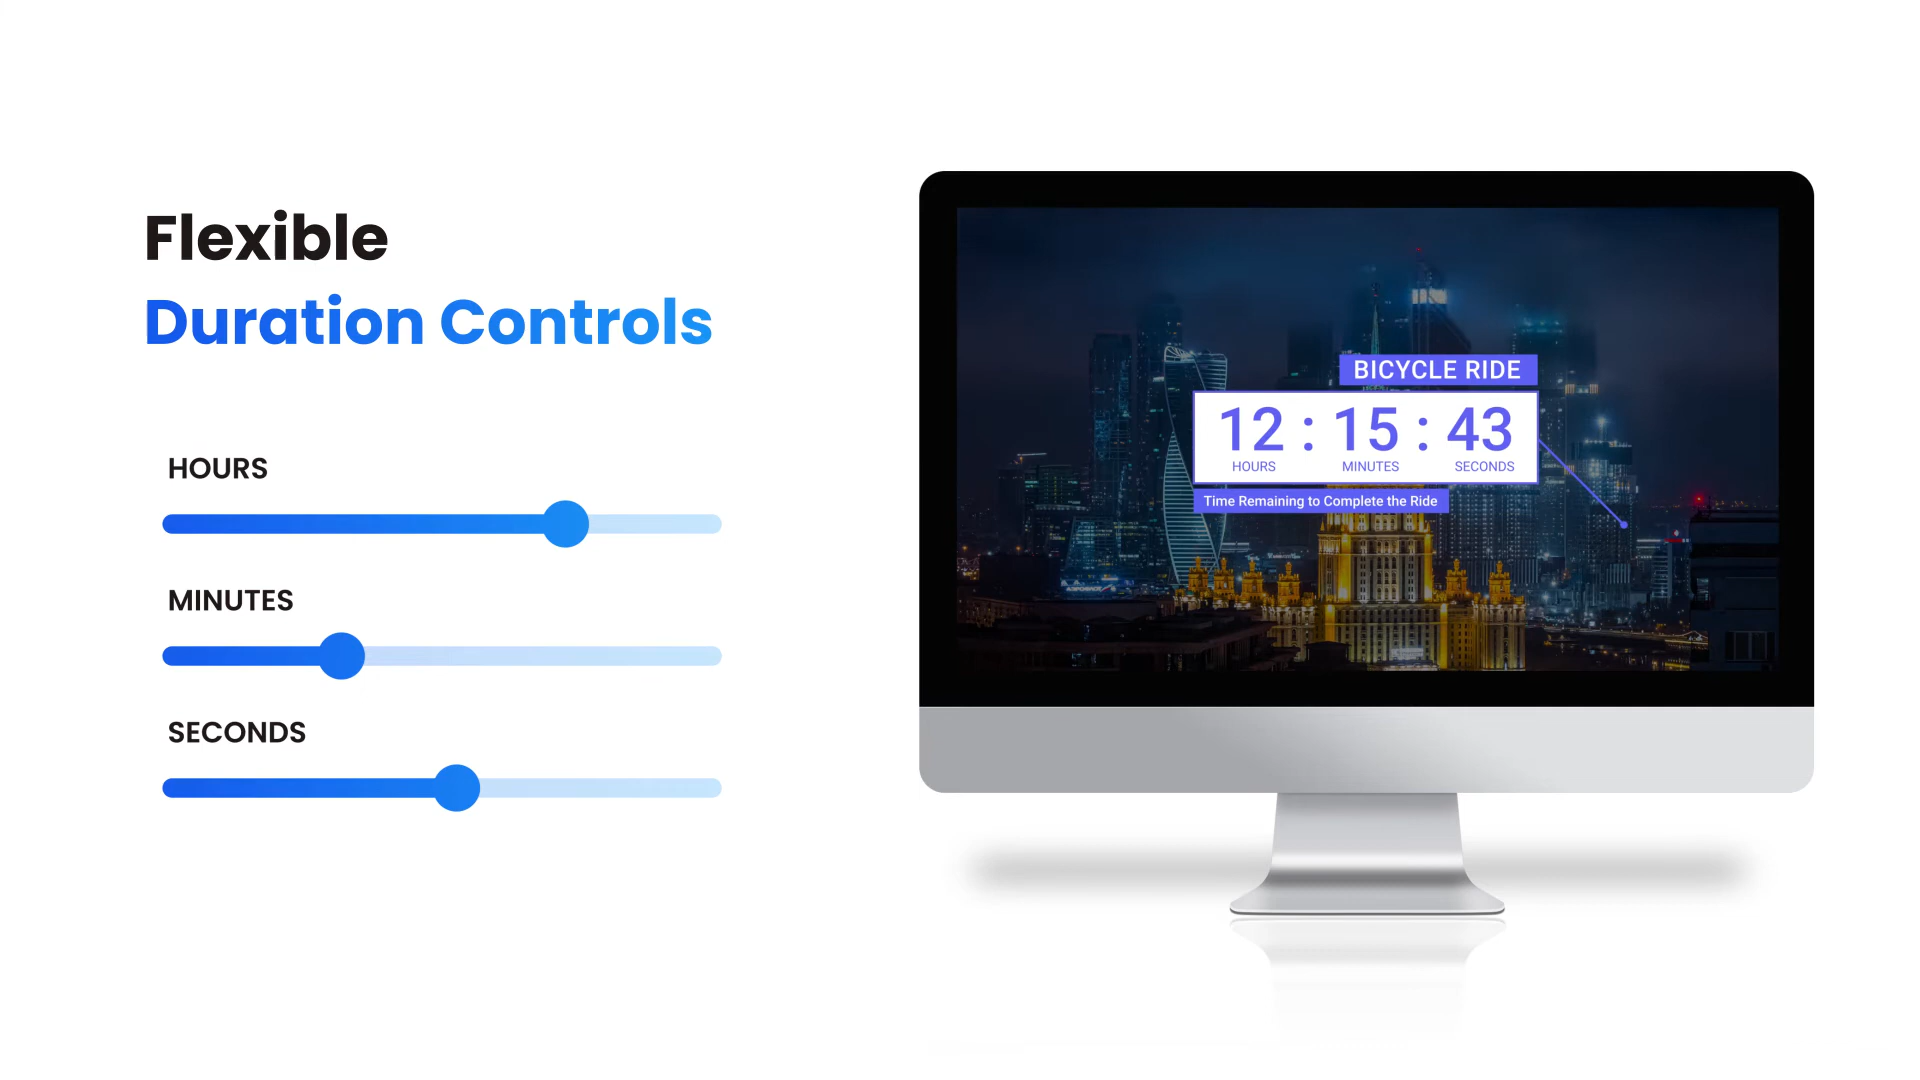 Flexible
Duration Controls
HOURS
MINUTES
SECONDS
BICYCLE RIDE
12 : 15 : 43
HOURS MINUTES SECONDS
Time Remaining to Complete the Ride